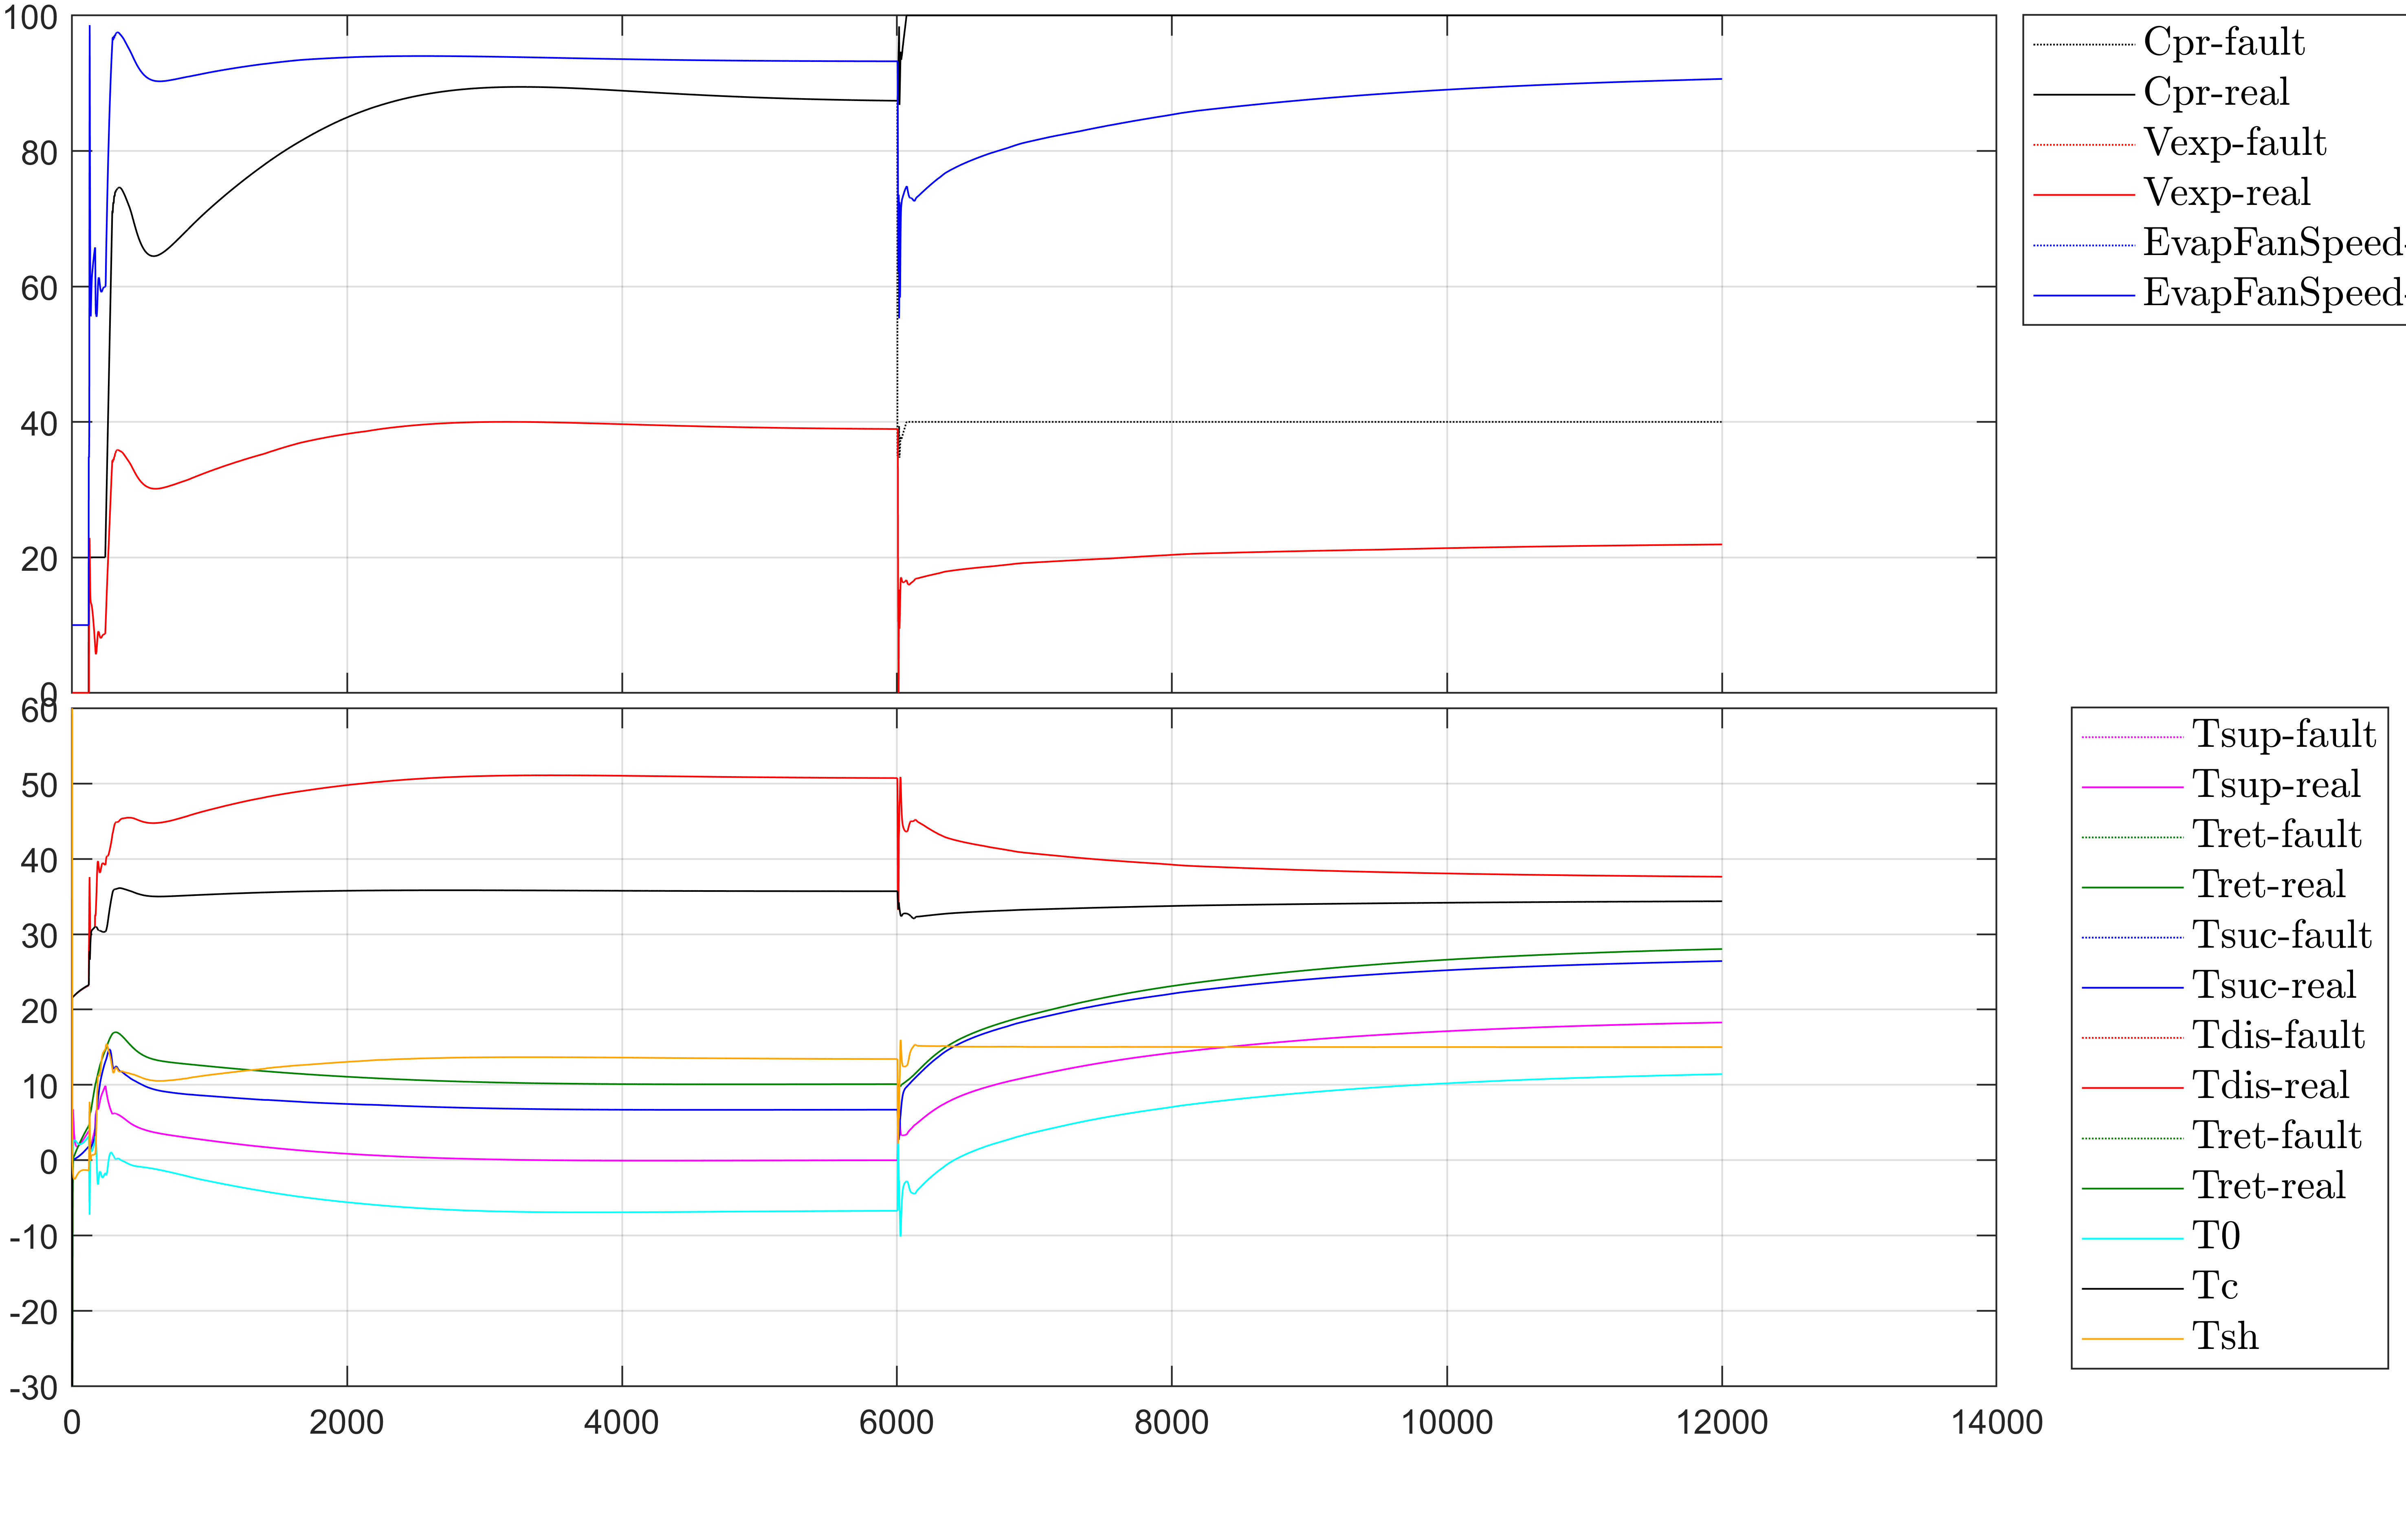 100
80
60
40
20
0
Cpr-fault
Cpr-real
Vexp-fault
Vexp-real
EvapFanSpeed-
EvapFanSpeed-
60
50
40
30
20
10
0
-10
-20
-30
0 2000 4000 6000 8000 10000 12000 14000
Tsup-fault
Tsup-real
Tret-fault
Tret-real
Tsuc-fault
Tsuc-real
Tdis-fault
Tdis-real
Tret-fault
Tret-real
T0
Tc
Tsh